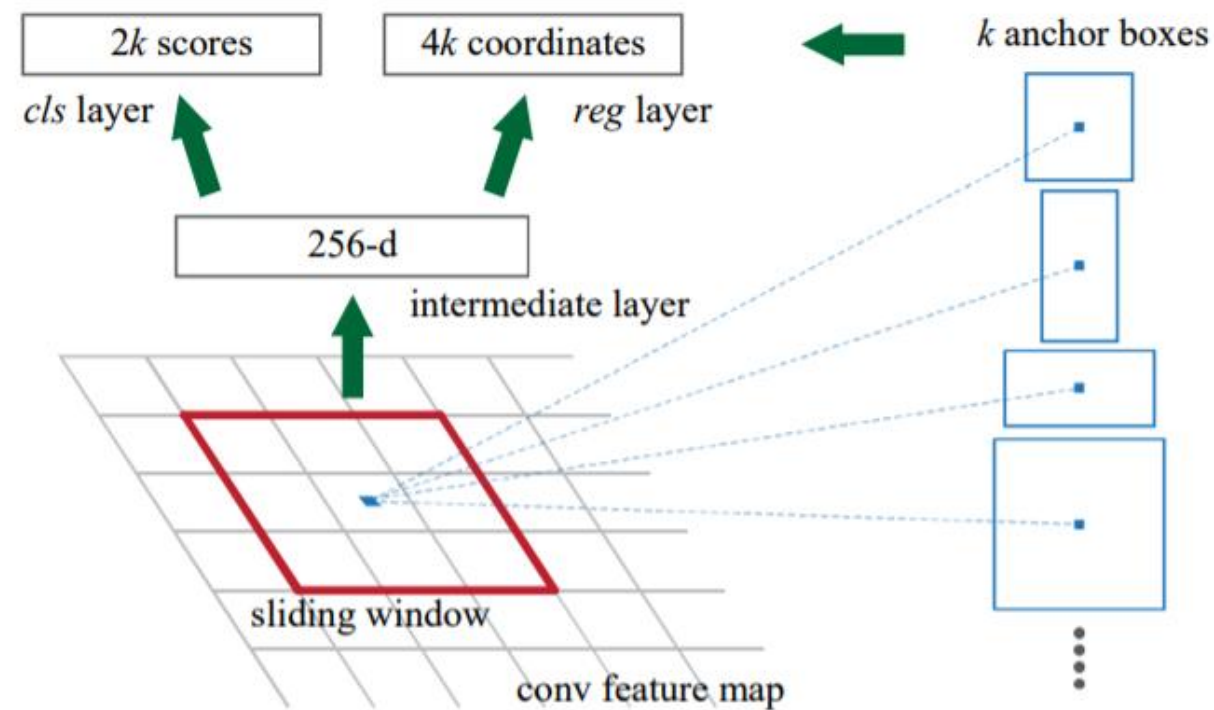 2k scores
4k coordinates
k anchor boxes
cls layer
reg layer
256-d
intermediate layer
sliding window
conv feature map